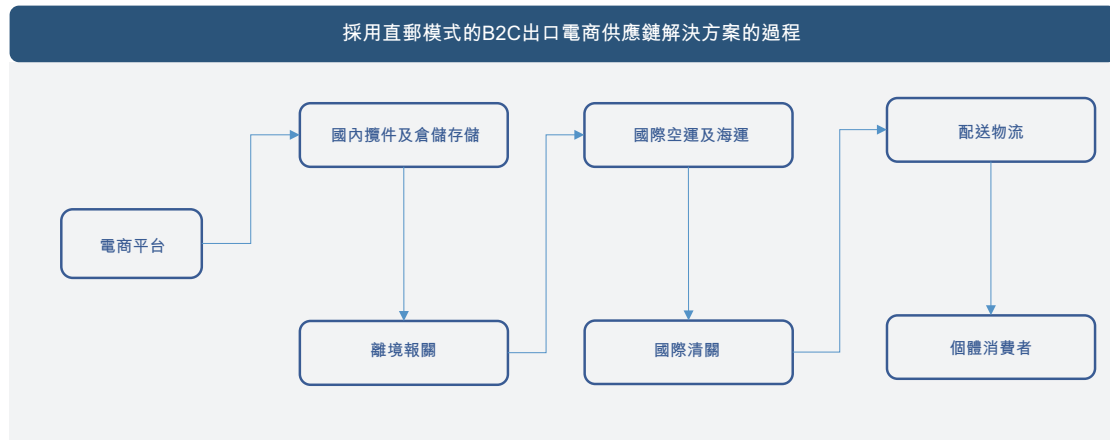 採用直郵模式的B2C出口電商供應鏈解決方案的過程
電商平台
國內攬件及倉儲存儲
離境報關
國際空運及海運
國際清關
配送物流
個體消費者